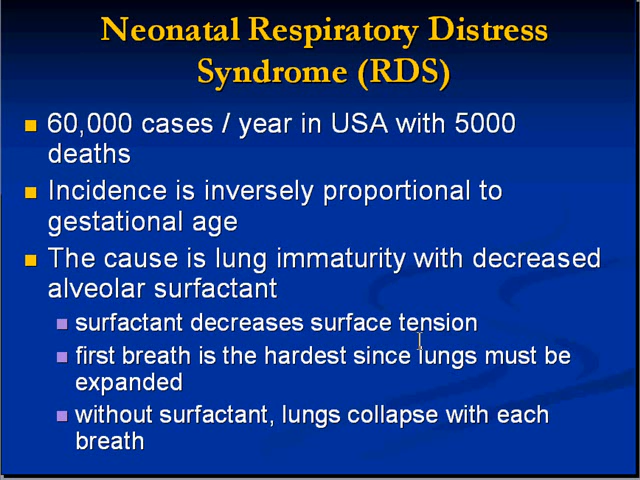 Neonatal Respiratory Distress
Syndrome (RDS)
60,000 cases / year in USA with 5000
deaths
Incidence is inversely proportional to
gestational age
The cause is lung immaturity with decreased
alveolar surfactant
surfactant decreases surface tension
first breath is the hardest since lungs must be
expanded
without surfactant, lungs collapse with each
breath